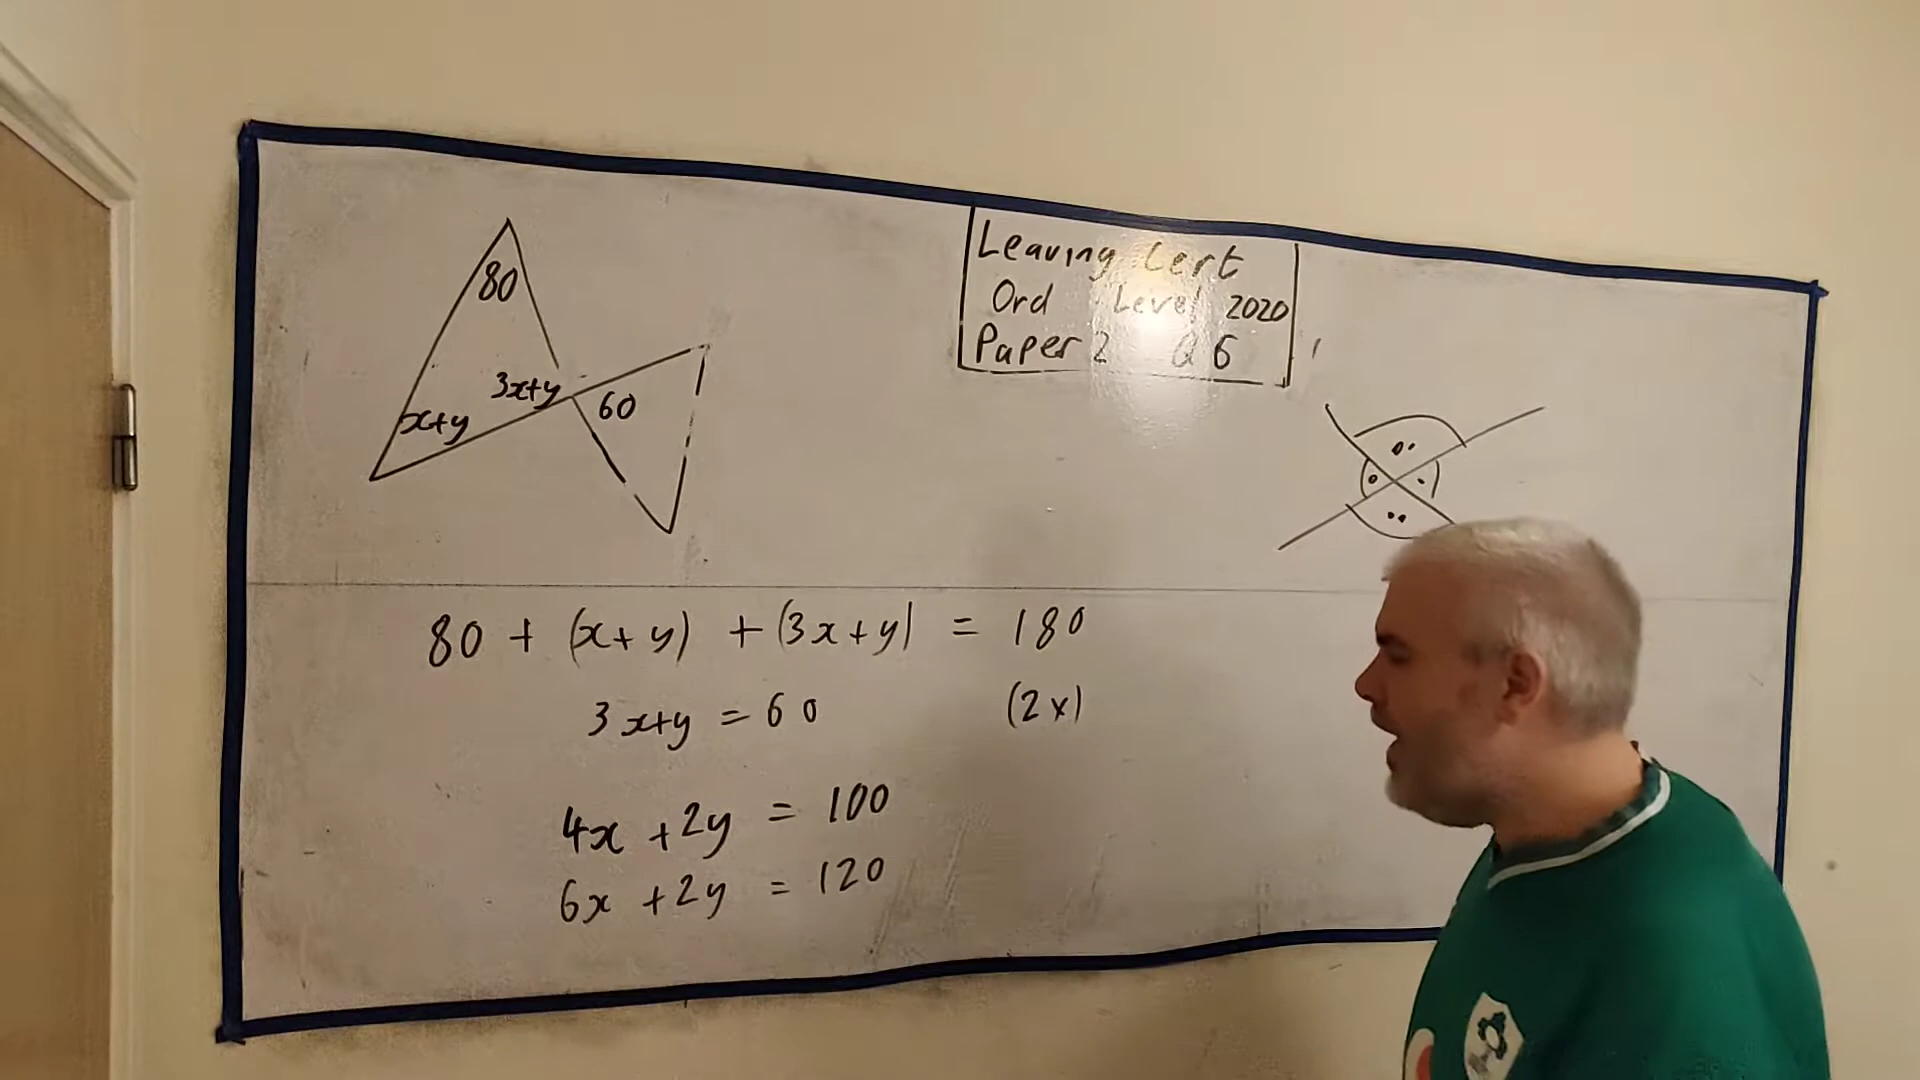 80
3x+y
x+y
60
Leaving Cert
Ord Level 2020
Paper 2 Q6
80 + (x+y) + (3x+y) = 180
3x+y = 60 (2x)
4x + 2y = 100
6x + 2y = 120